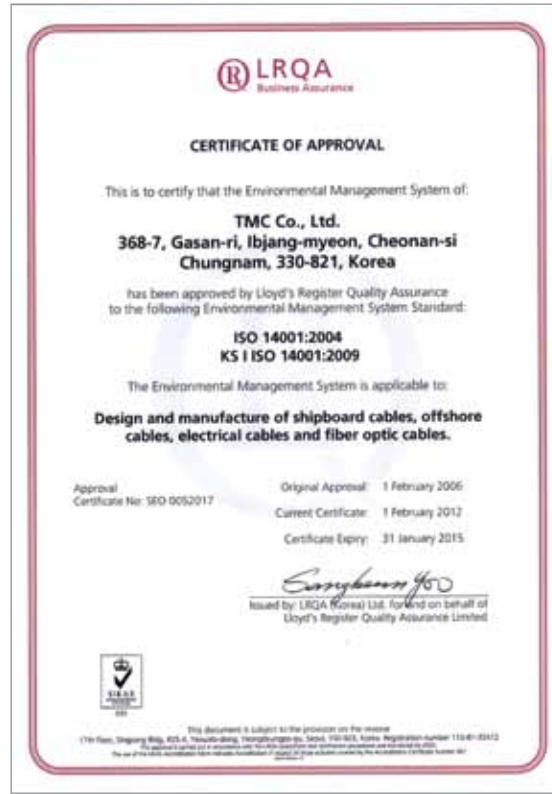 LRQA
Business Assurance
CERTIFICATE OF APPROVAL
This is to certify that the Environmental Management System of:
TMC Co., Ltd.
368-7, Gasan-ri, Ibjang-myeon, Cheonan-si
Chungnam, 330-821, Korea
has been approved by Lloyd's Register Quality Assurance
to the following Environmental Management System Standard:
ISO 14001:2004
KS I ISO 14001:2009
The Environmental Management System is applicable to:
Design and manufacture of shipboard cables, offshore
cables, electrical cables and fiber optic cables.
Approval
Certificate No: SEO 0052017
Original Approval: 1 February 2006
Current Certificate: 1 February 2012
Certificate Expiry: 31 January 2015
Issued by: LRQA (Korea) Ltd. for and on behalf of
Lloyd's Register Quality Assurance Limited
UKAS
This document is subject to the provision on the reverse